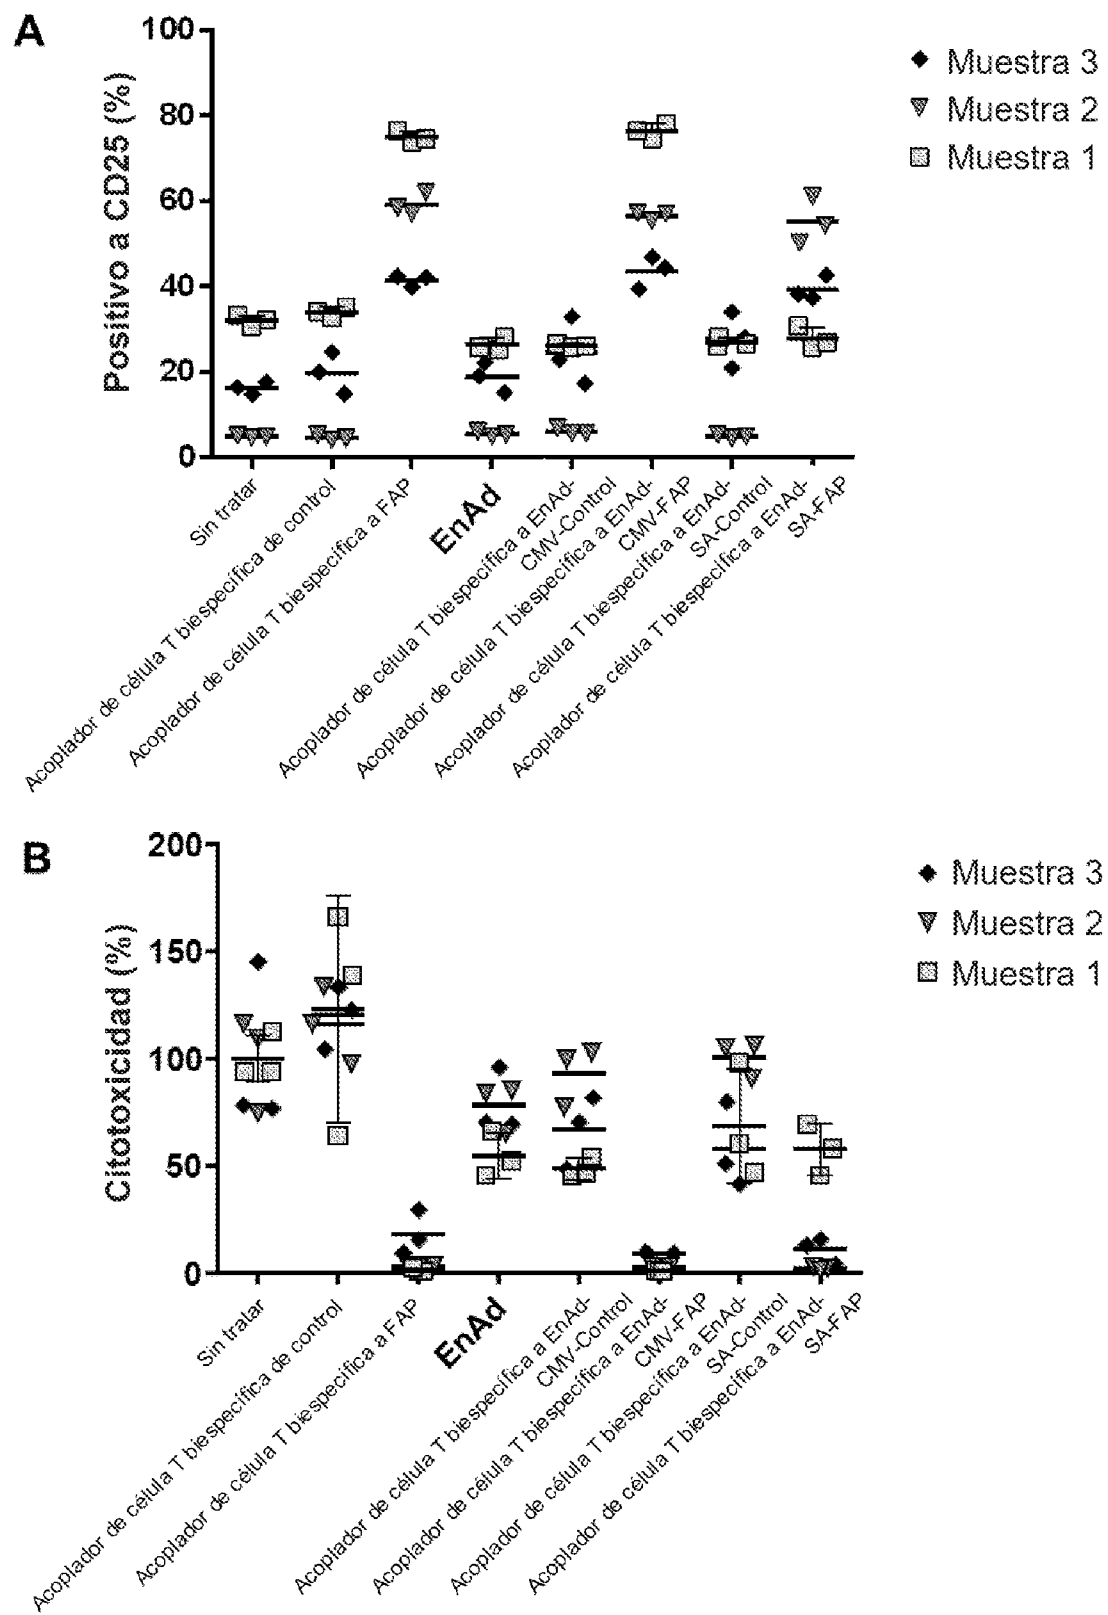 A
Positivo a CD25 (%)
100
80
60
40
20
0
Muestra 3
Muestra 2
Muestra 1
Sin tratar
Acoplador de célula T biespecífica de control
Acoplador de célula T biespecífica a FAP
EnAd
Acoplador de célula T biespecífica a EnAd-
CMV-Control
Acoplador de célula T biespecífica a EnAd-
CMV-FAP
Acoplador de célula T biespecífica a EnAd-
SA-Control
Acoplador de célula T biespecífica a EnAd-
SA-FAP
B
Citotoxicidad (%)
200
150
100
50
0
Muestra 3
Muestra 2
Muestra 1
Sin tratar
Acoplador de célula T biespecífica de control
Acoplador de célula T biespecífica a FAP
EnAd
Acoplador de célula T biespecífica a EnAd-
CMV-Control
Acoplador de célula T biespecífica a EnAd-
CMV-FAP
Acoplador de célula T biespecífica a EnAd-
SA-Control
Acoplador de célula T biespecífica a EnAd-
SA-FAP